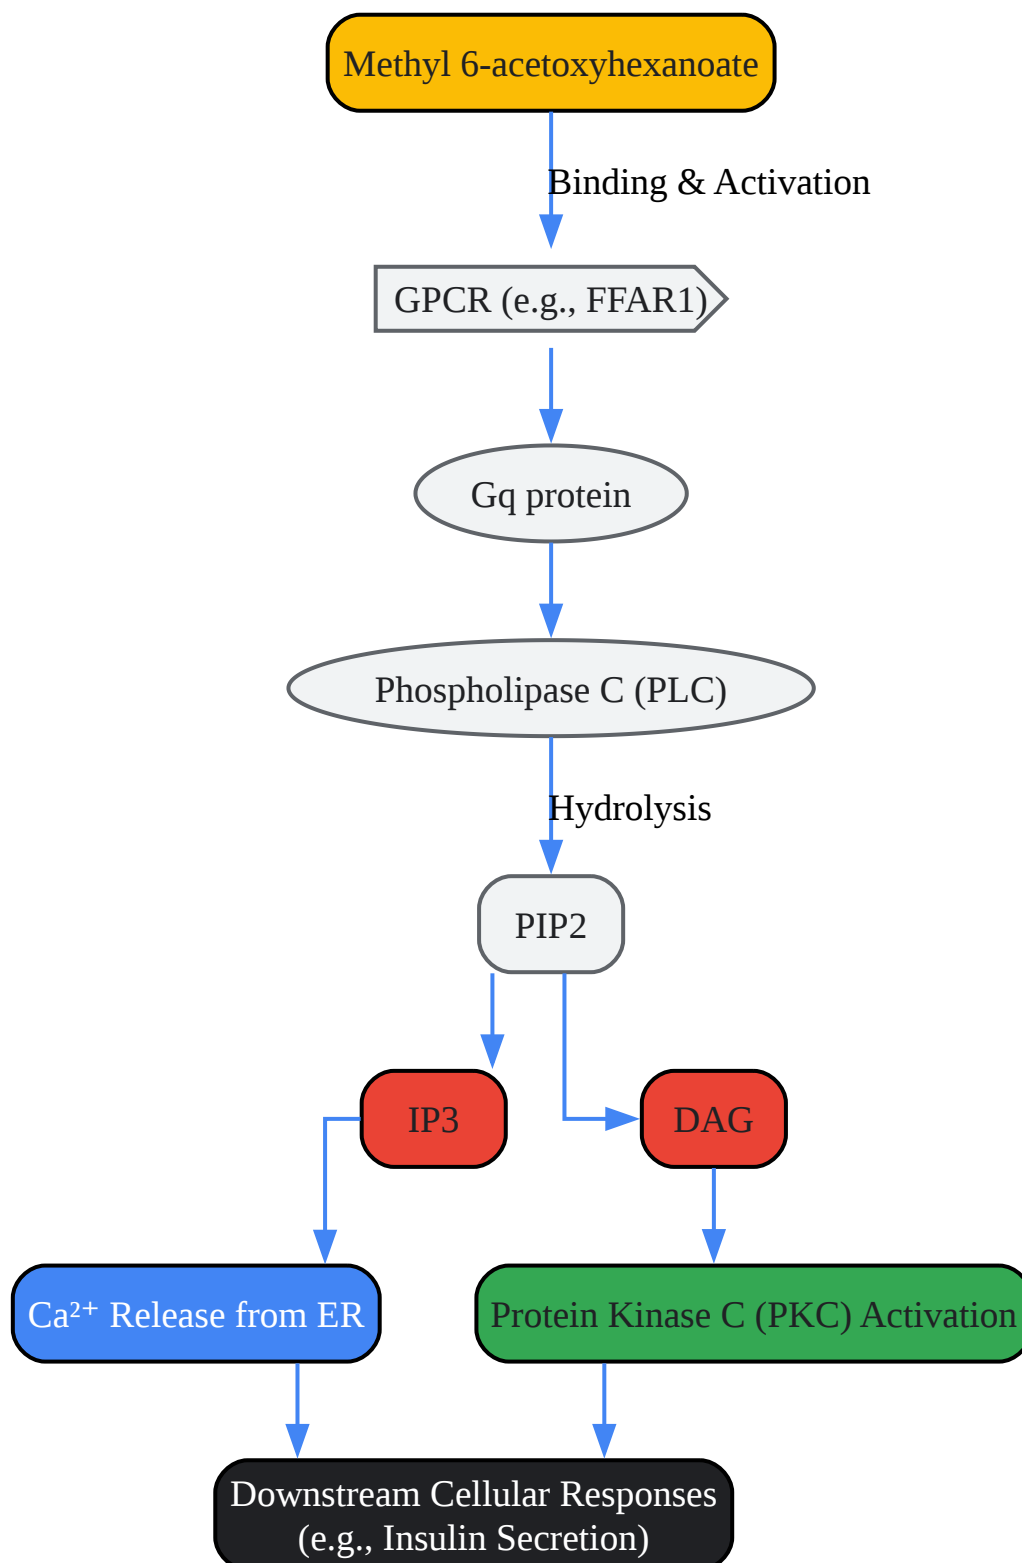 Methyl 6-acetoxyhexanoate
Binding & Activation
GPCR (e.g., FFAR1)
Gq protein
Phospholipase C (PLC)
Hydrolysis
PIP2
IP3
DAG
Ca²⁺ Release from ER
Protein Kinase C (PKC) Activation
Downstream Cellular Responses
(e.g., Insulin Secretion)